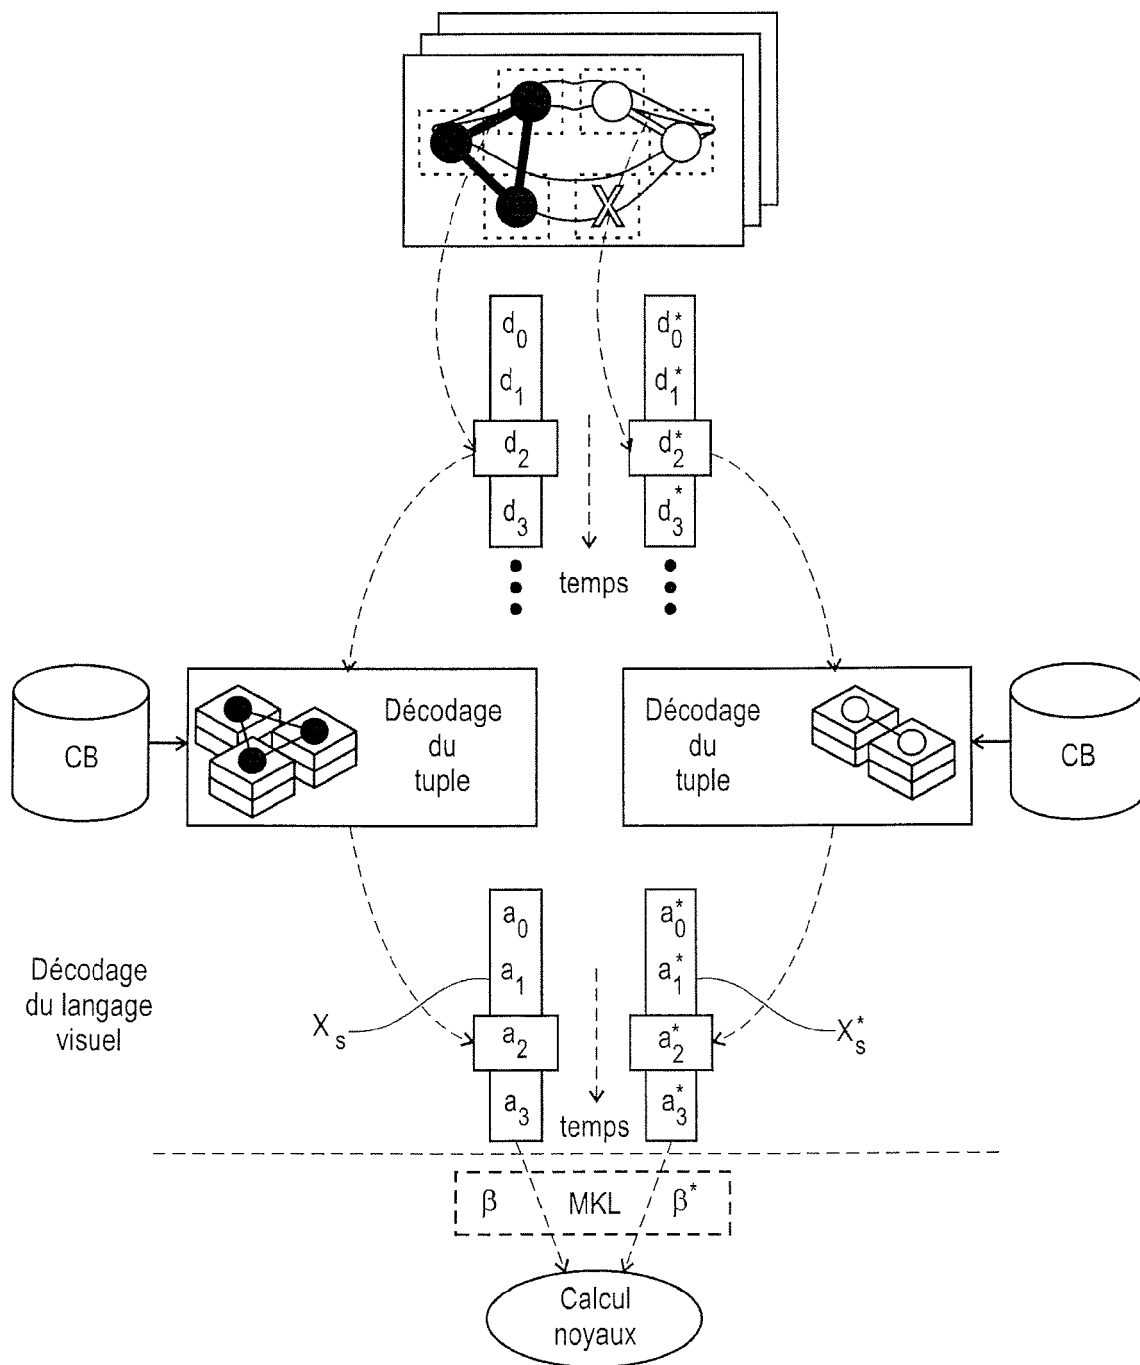 X
d₀ d₀*
d₁ d₁*
d₂ d₂*
d₃ d₃*
temps
CB
Décodage
du
tuple
Décodage
du
tuple
CB
a₀ a₀*
a₁ a₁*
Décodage
du langage
visuel
Xₛ
Xₛ*
a₂ a₂*
a₃ a₃*
temps
β MKL β*
Calcul
noyaux